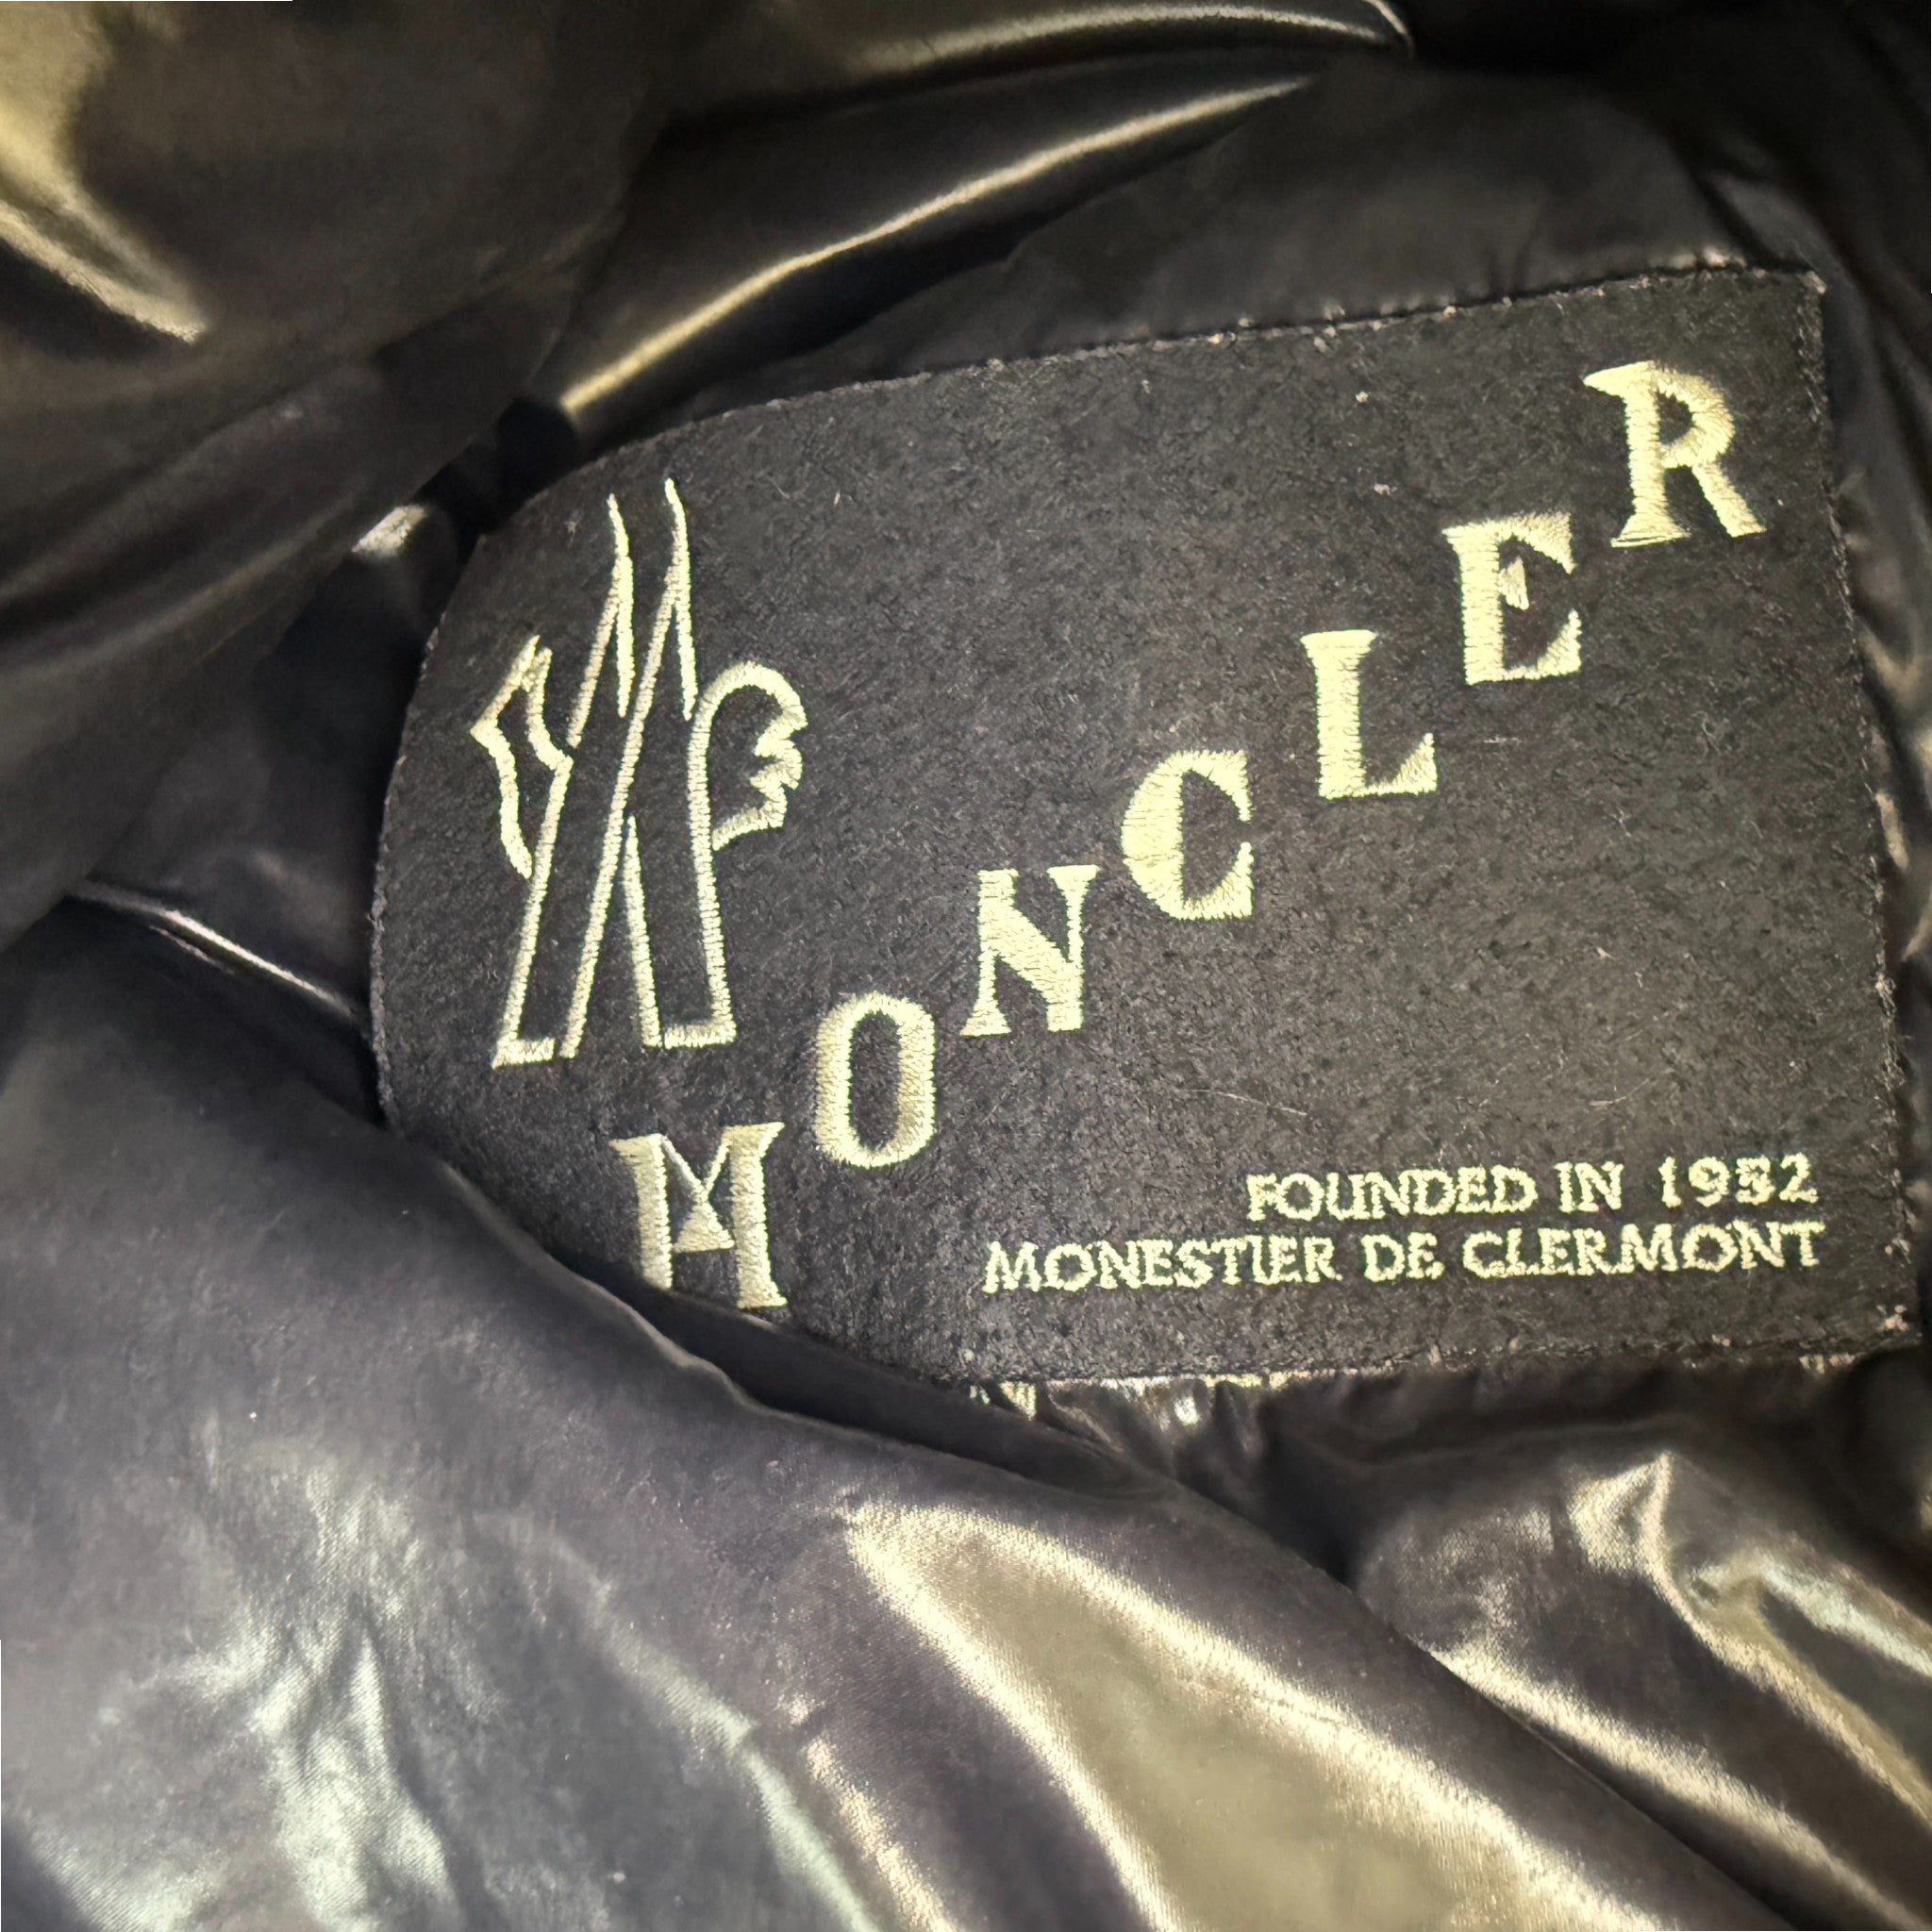 MONCLER
FOUNDED IN 1952
MONESTIER DE CLERMONT